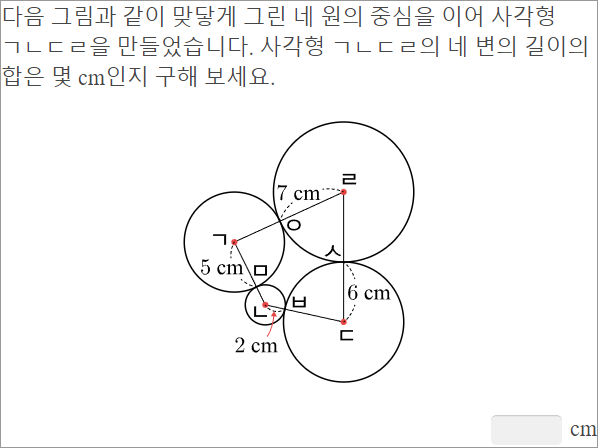 다음 그림과 같이 맞닿게 그린 네 원의 중심을 이어 사각형
ㄱㄴㄷㄹ을 만들었습니다. 사각형 ㄱㄴㄷㄹ의 네 변의 길이의
합은 몇 cm인지 구해 보세요.
ㄹ
7 cm
ㅇ
ㄱ
ㅅ
5 cm
ㅁ
6 cm
ㅂ
ㄴ
ㄷ
2 cm
cm